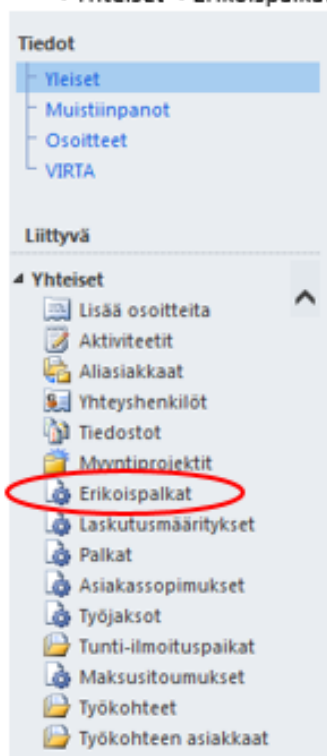 Tiedot
Yleiset
Muistiinpanot
Osoitteet
VIRTA
Liittyvä
Yhteiset
Lisää osoitteita
Aktiviteetit
Aliasiakkaat
Yhteyshenkilöt
Tiedostot
Myyntiprojektit
Erikoispalkat
Laskutusmääritykset
Palkat
Asiakassopimukset
Työjaksot
Tunti-ilmoituspaikat
Maksusitoumukset
Työkohteet
Työkohteen asiakkaat